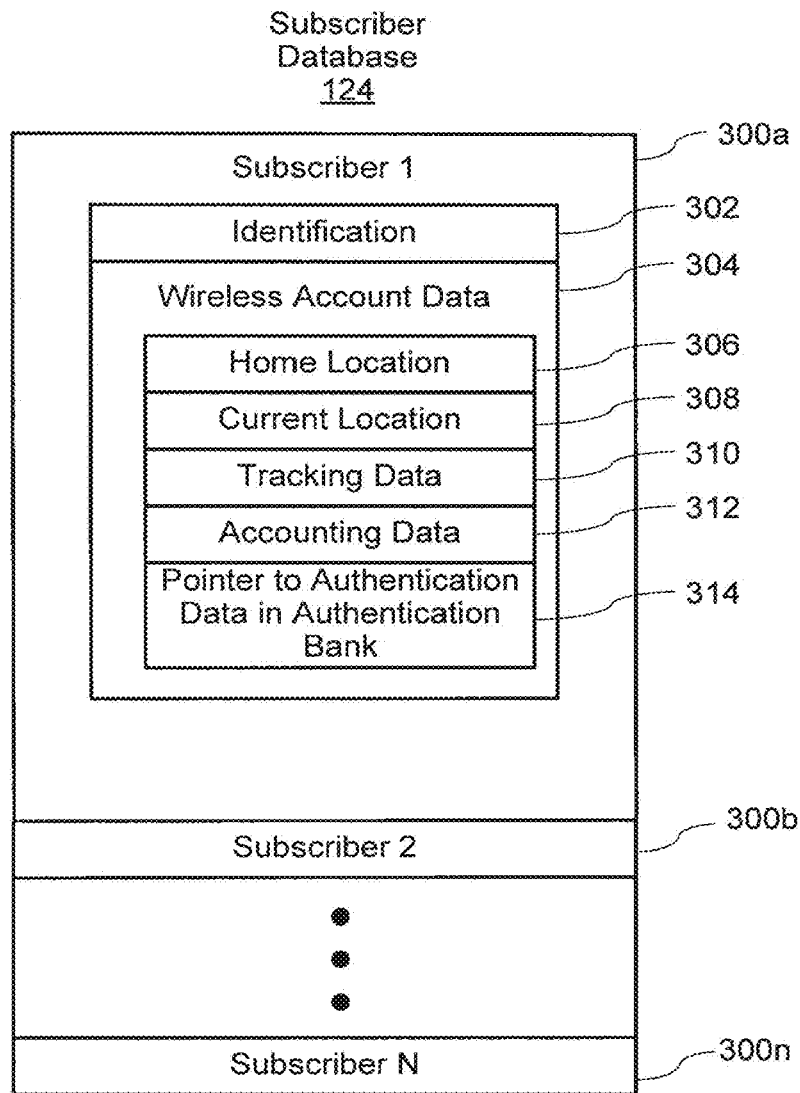 Subscriber
Database
124
300a
Subscriber 1
302
Identification
304
Wireless Account Data
306
Home Location
308
Current Location
310
Tracking Data
312
Accounting Data
Pointer to Authentication
314
Data in Authentication
Bank
300b
Subscriber 2
300n
Subscriber N